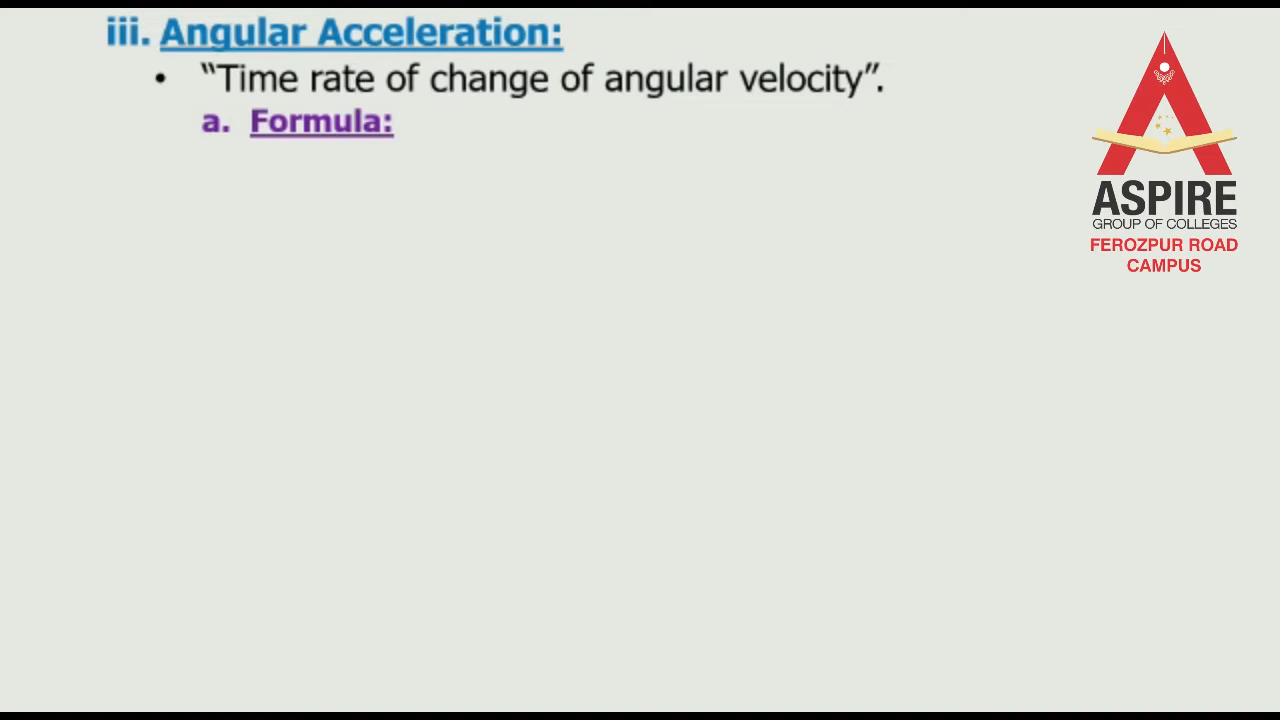 iii. Angular Acceleration:
• “Time rate of change of angular velocity”.
a. Formula:
ASPIRE
GROUP OF COLLEGES
FEROZPUR ROAD
CAMPUS